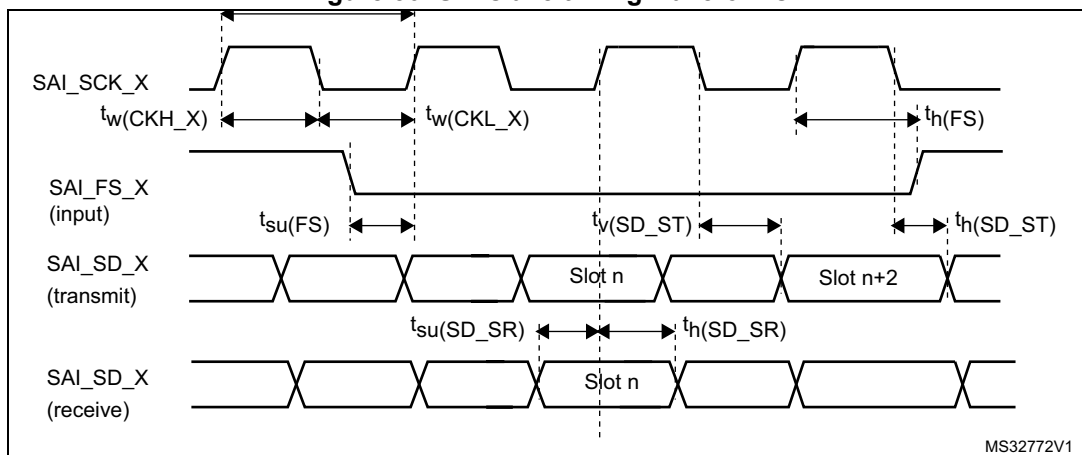 SAI_SCK_X
tw(CKH_X)
tw(CKL_X)
th(FS)
SAI_FS_X
(input)
tsu(FS)
tv(SD_ST)
th(SD_ST)
SAI_SD_X
(transmit)
Slot n
Slot n+2
tsu(SD_SR)
th(SD_SR)
SAI_SD_X
(receive)
Slot n
MS32772V1